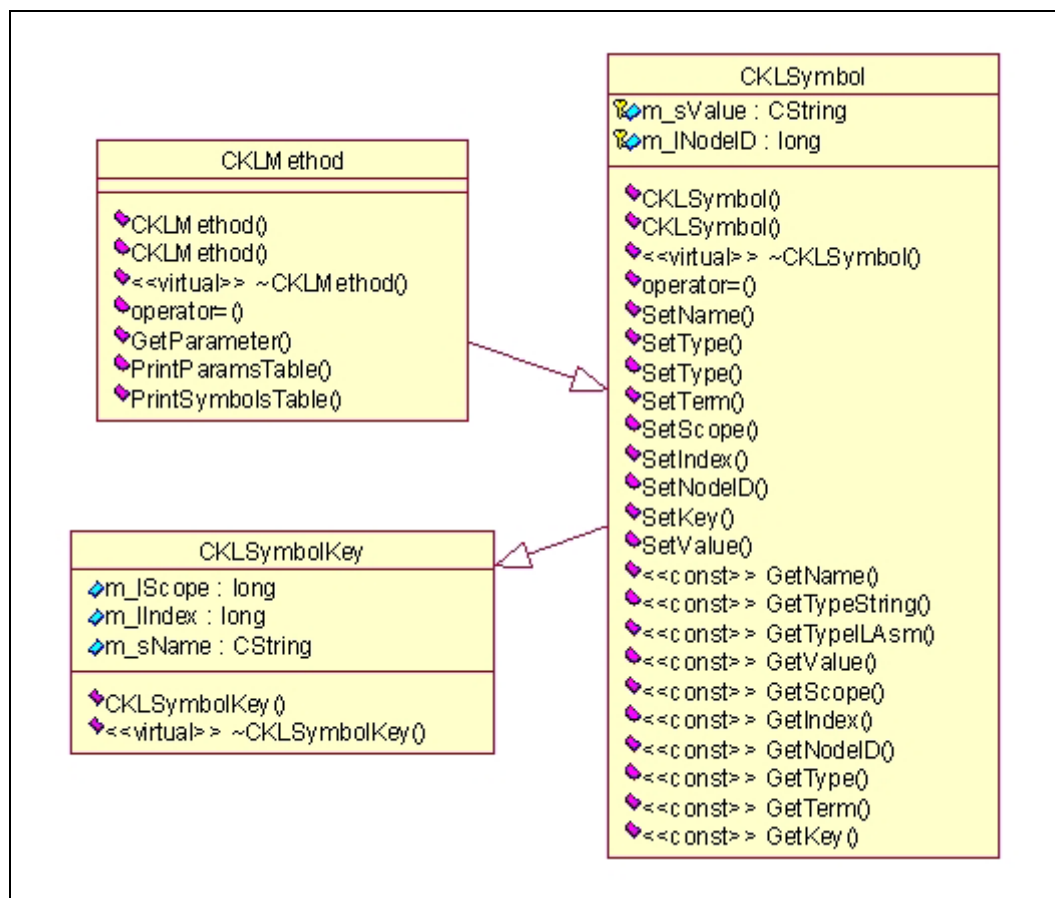 CKLMethod
CKLMethod()
CKLMethod()
<<virtual>> ~CKLMethod()
operator=()
GetParameter()
PrintParamsTable()
PrintSymbolsTable()
CKLSymbolKey
m_lScope : long
m_lIndex : long
m_sName : CString
CKLSymbolKey()
<<virtual>> ~CKLSymbolKey()
CKLSymbol
m_sValue : CString
m_lNodeID : long
CKLSymbol()
CKLSymbol()
<<virtual>> ~CKLSymbol()
operator=()
SetName()
SetType()
SetType()
SetTerm()
SetScope()
SetIndex()
SetNodeID()
SetKey()
SetValue()
<<const>> GetName()
<<const>> GetTypeString()
<<const>> GetTypeILAsm()
<<const>> GetValue()
<<const>> GetScope()
<<const>> GetIndex()
<<const>> GetNodeID()
<<const>> GetType()
<<const>> GetTerm()
<<const>> GetKey()